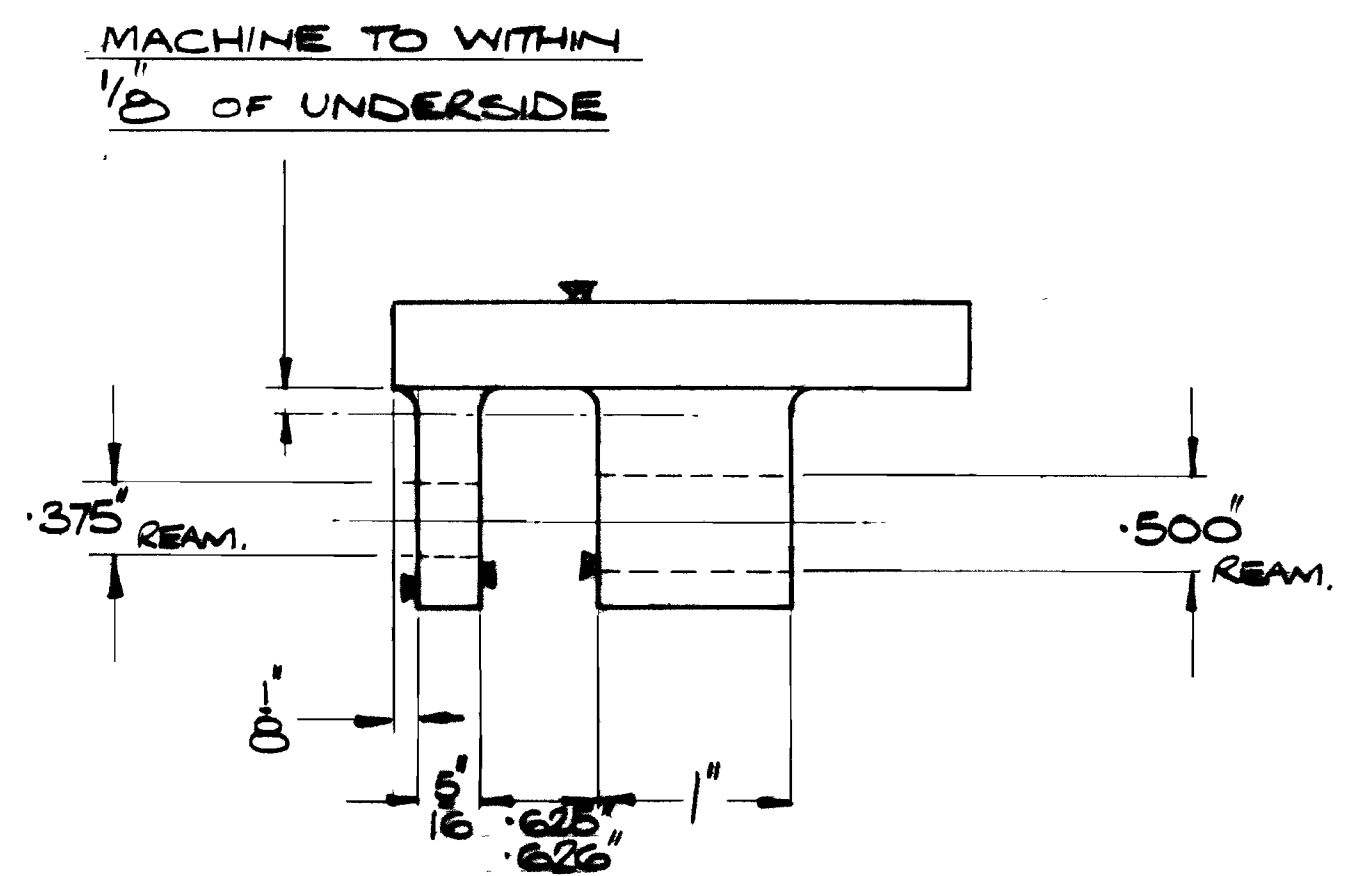 MACHINE TO WITHIN
1/8" OF UNDERSIDE
.375" REAM.
.500" REAM.
1/8"
5/16"
.625"
.626"
1"